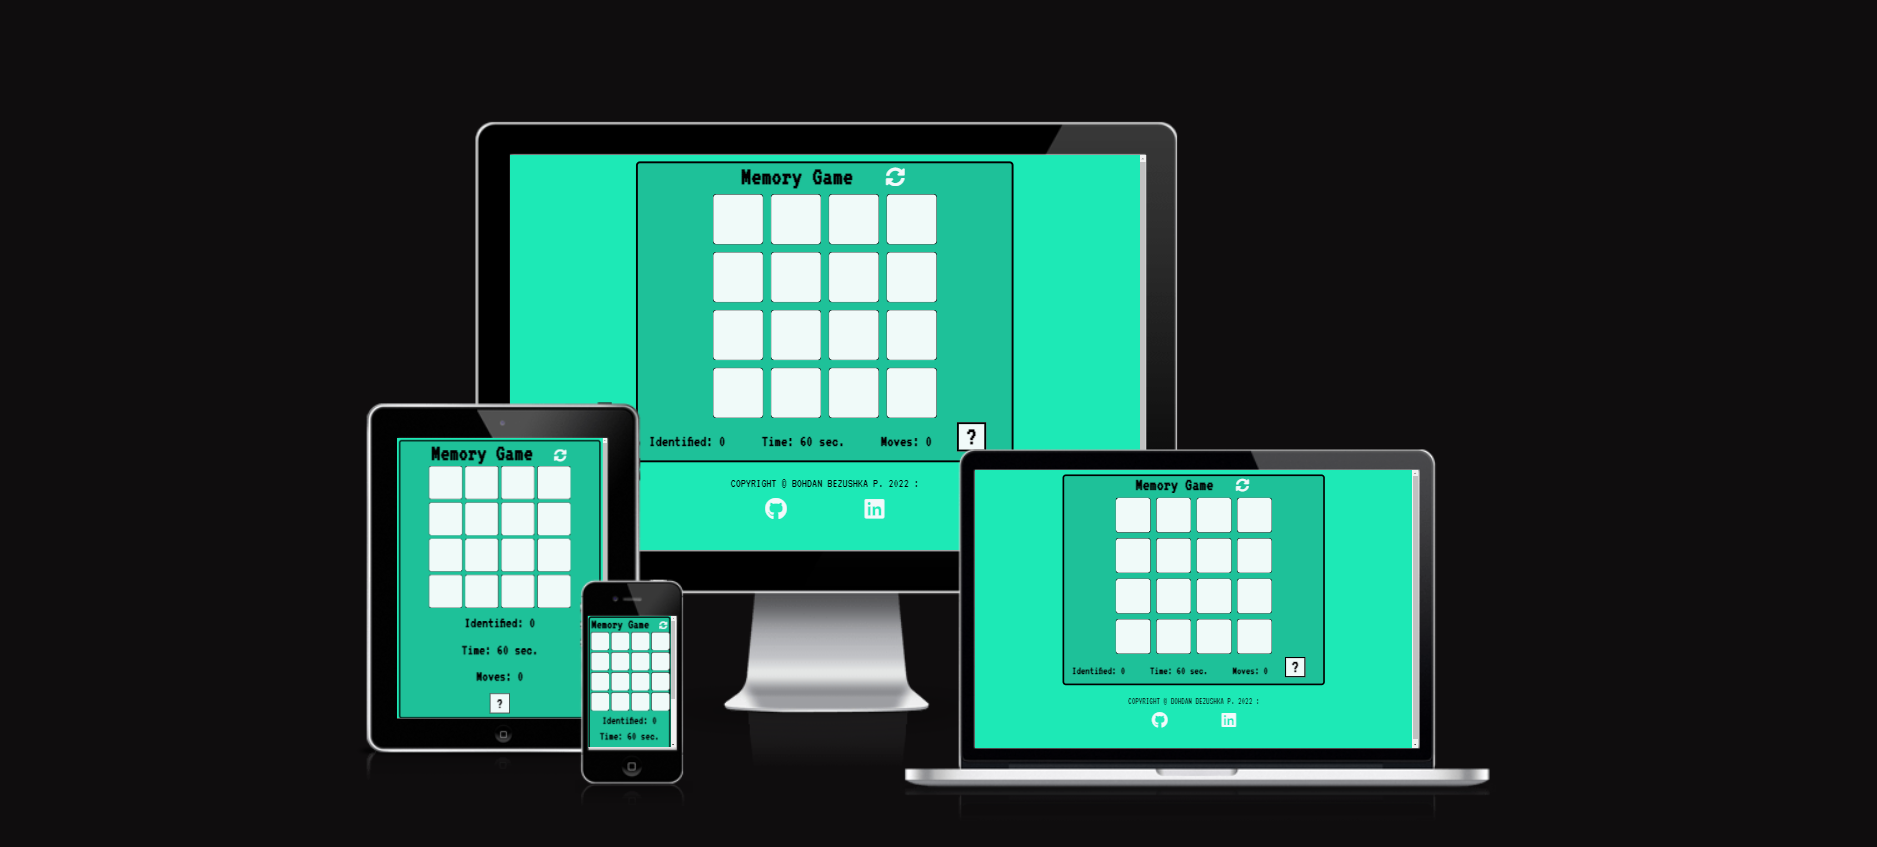 Memory Game
Identified: 0 Time: 60 sec. Moves: 0 ?
COPYRIGHT @ BOHDAN BEZUSHKA P. 2022 :
in
Memory Game
Identified: 0
Time: 60 sec.
Moves: 0
?
Memory Game
Identified: 0
Time: 60 sec.
Memory Game
Identified: 0 Time: 60 sec. Moves: 0 ?
COPYRIGHT @ BOHDAN BEZUSHKA P. 2022 :
in